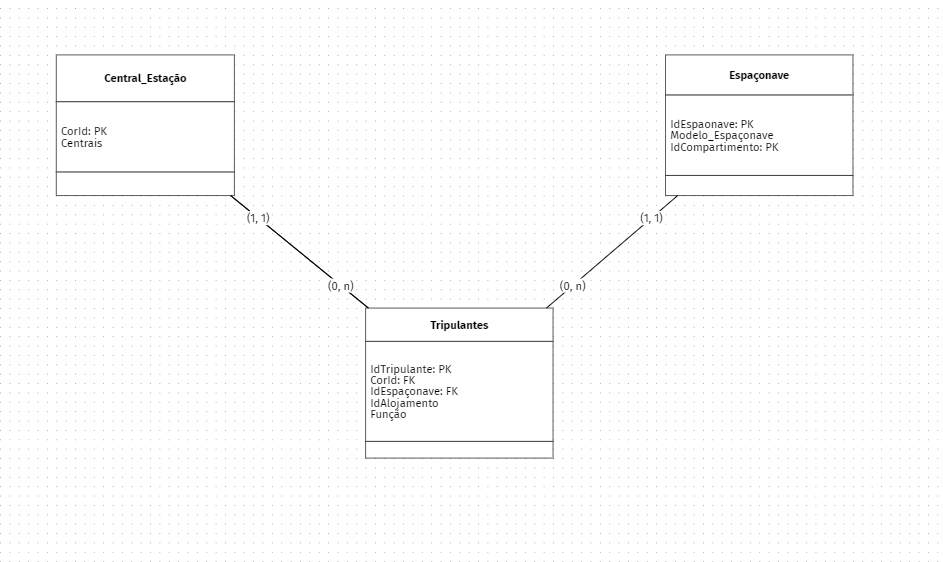 Central_Estação
CorId: PK
Centrais
Espaçonave
IdEspaonave: PK
Modelo_Espaçonave
IdCompartimento: PK
(1, 1)
(1, 1)
(0, n)
(0, n)
Tripulantes
IdTripulante: PK
CorId: FK
IdEspaçonave: FK
IdAlojamento
Função